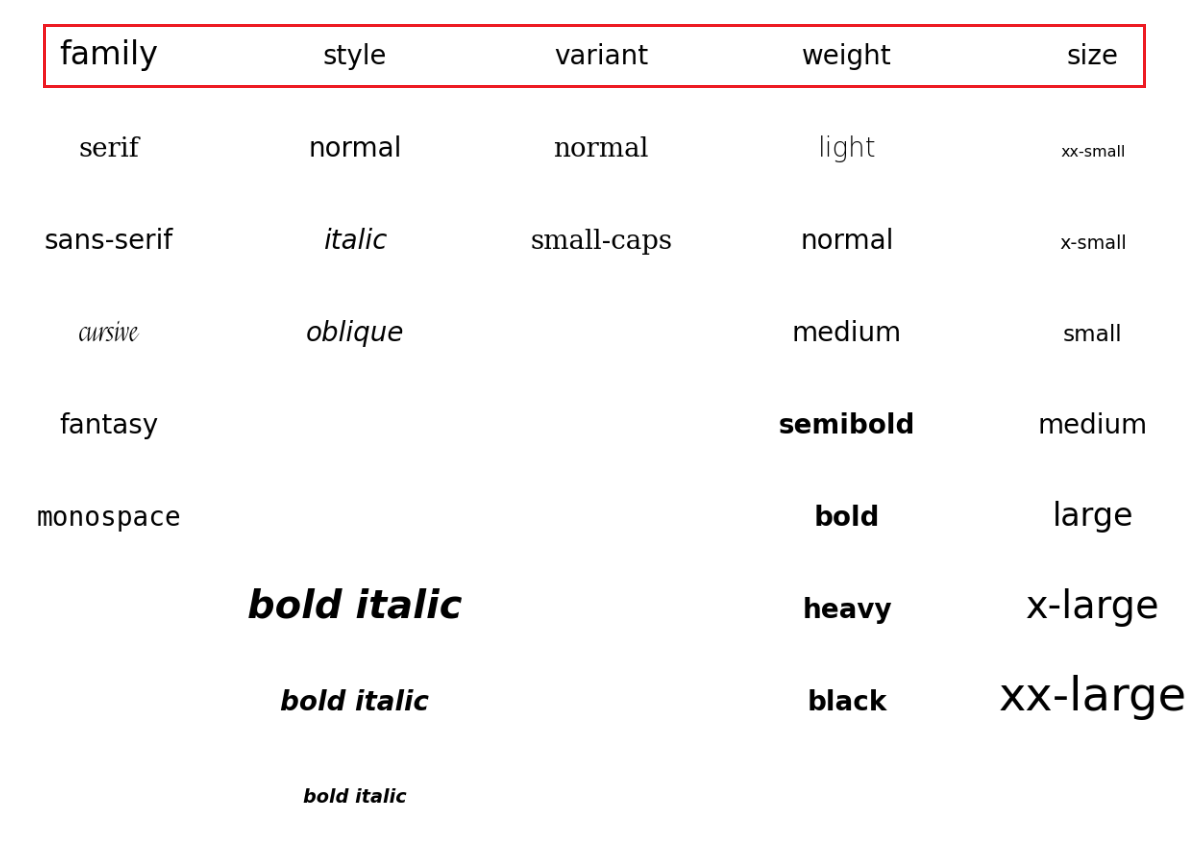 family style variant weight size
serif normal normal light xx-small
sans-serif italic small-caps normal x-small
cursive oblique medium small
fantasy semibold medium
monospace bold large
bold italic heavy x-large
bold italic black xx-large
bold italic